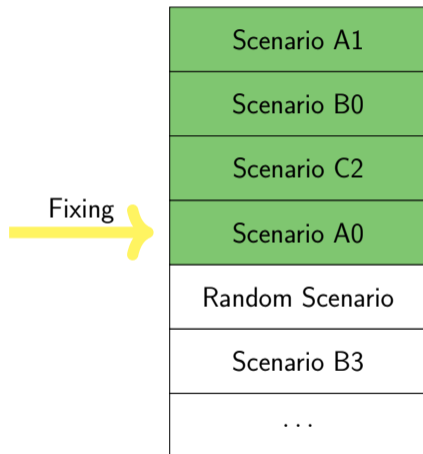 Scenario A1
Scenario B0
Scenario C2
Fixing
Scenario A0
Random Scenario
Scenario B3
...